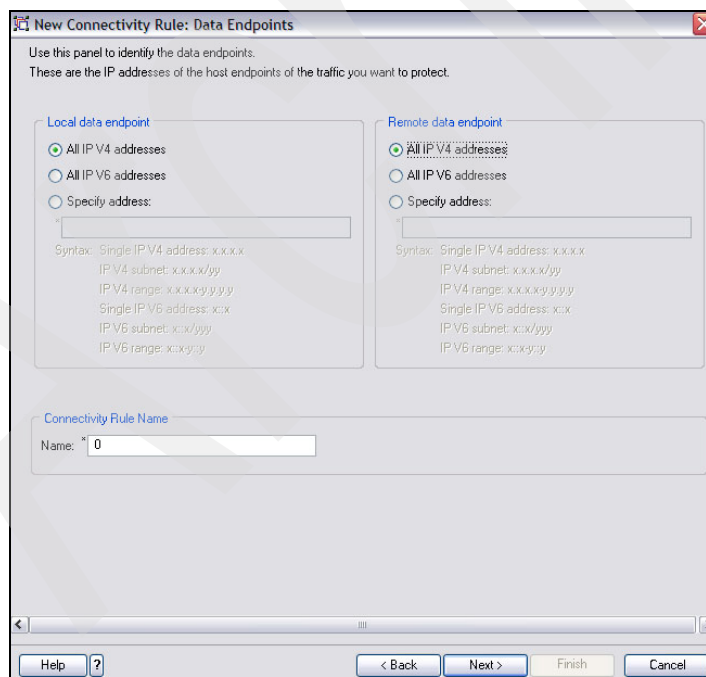 New Connectivity Rule: Data Endpoints
Use this panel to identify the data endpoints.
These are the IP addresses of the host endpoints of the traffic you want to protect.
Local data endpoint
All IP V4 addresses
All IP V6 addresses
Specify address:
*
Syntax: Single IP V4 address: x.x.x.x
IP V4 subnet: x.x.x.x/yy
IP V4 range: x.x.x.x-y.y.y.y
Single IP V6 address: x::x
IP V6 subnet: x::x/yyy
IP V6 range: x::x-y::y
Remote data endpoint
All IP V4 addresses
All IP V6 addresses
Specify address:
*
Syntax: Single IP V4 address: x.x.x.x
IP V4 subnet: x.x.x.x/yy
IP V4 range: x.x.x.x-y.y.y.y
Single IP V6 address: x::x
IP V6 subnet: x::x/yyy
IP V6 range: x::x-y::y
Connectivity Rule Name
Name: * 0
Help ? < Back Next > Finish Cancel